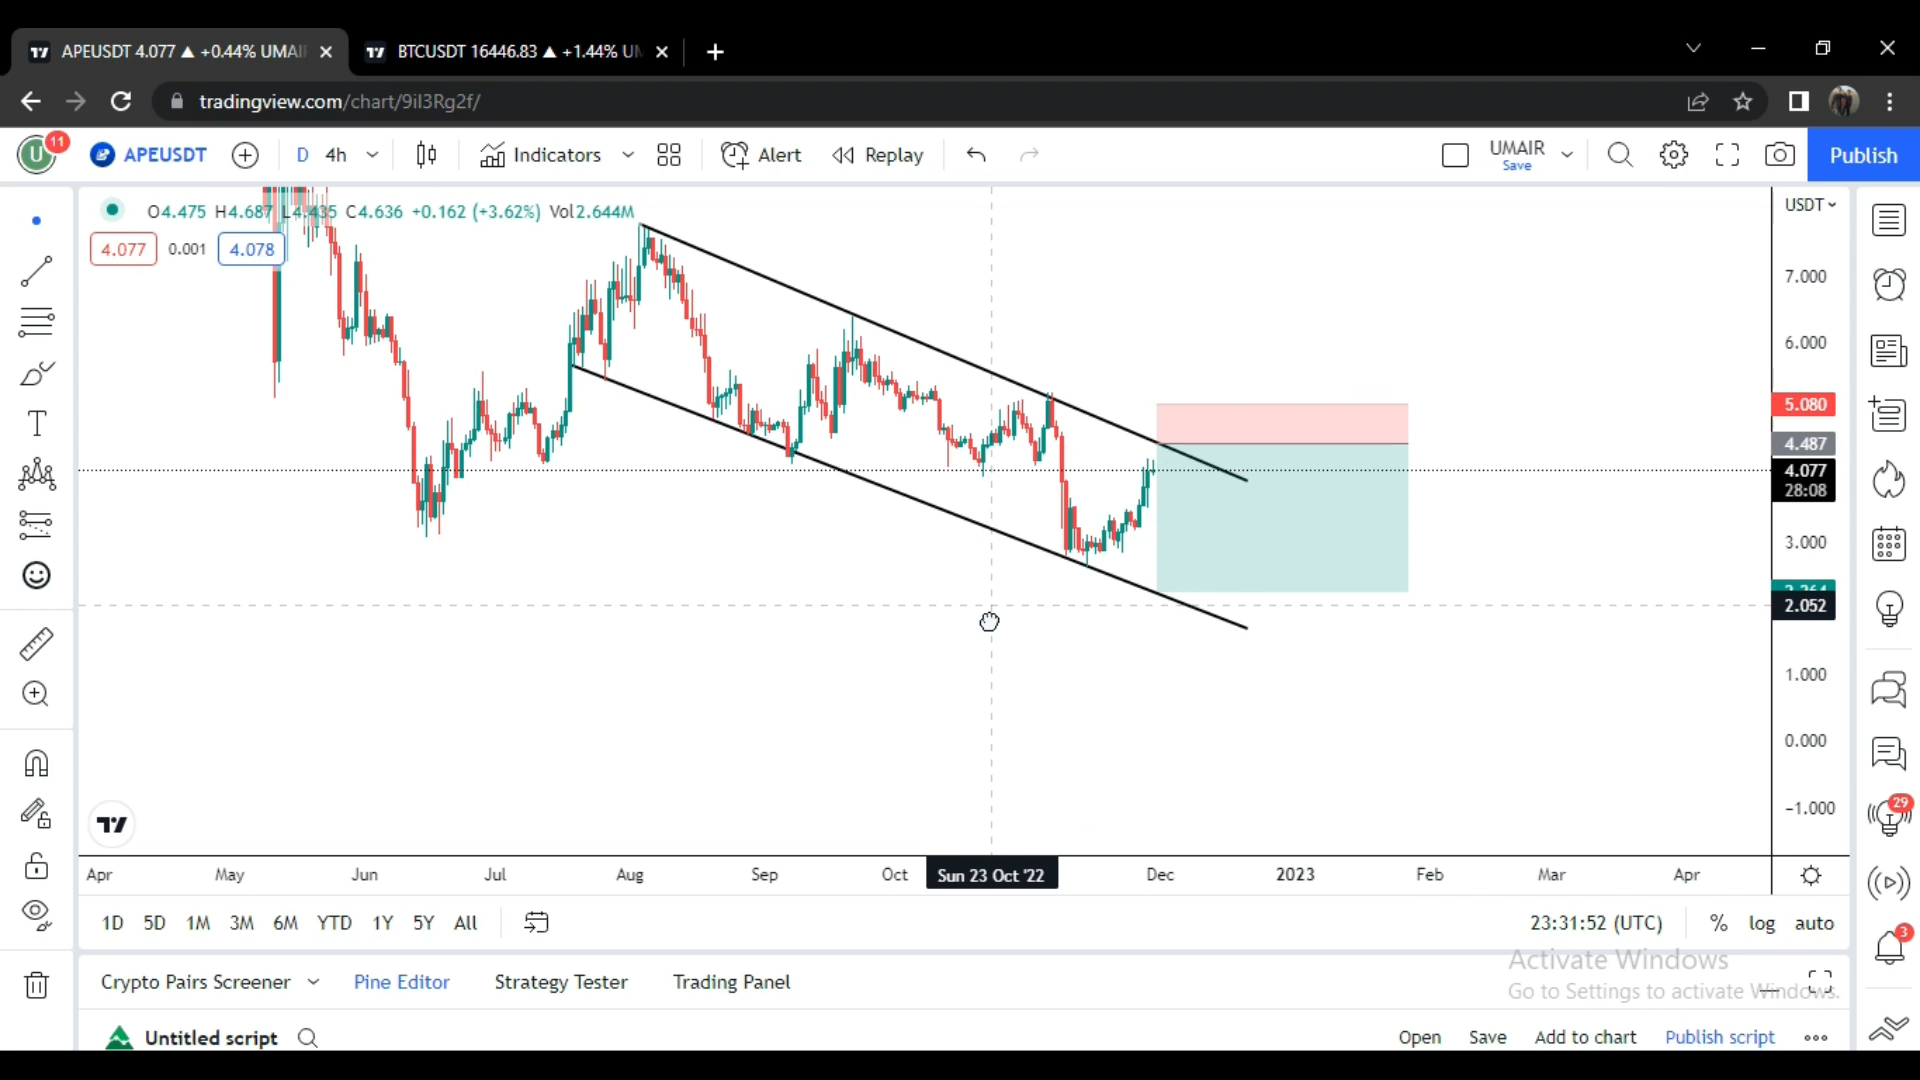 APEUSDT 4.077 ▲ +0.44% UMAI
BTCUSDT 16446.83 ▲ +1.44% U
tradingview.com/chart/9iI3Rg2f/
U 11 APEUSDT D 4h Indicators Alert Replay UMAIR Save Publish
O4.475 H4.687 L4.435 C4.636 +0.162 (+3.62%) Vol2.644M
USDT
4.077 0.001 4.078
7.000
6.000
5.080
4.487
4.077
28:08
3.000
2.052
1.000
0.000
29
−1.000
Apr May Jun Jul Aug Sep Oct Sun 23 Oct '22 Dec 2023 Feb Mar Apr
1D 5D 1M 3M 6M YTD 1Y 5Y All 23:31:52 (UTC) % log auto
3
Activate Windows
Go to Settings to activate Windows.
Crypto Pairs Screener Pine Editor Strategy Tester Trading Panel
Untitled script Open Save Add to chart Publish script